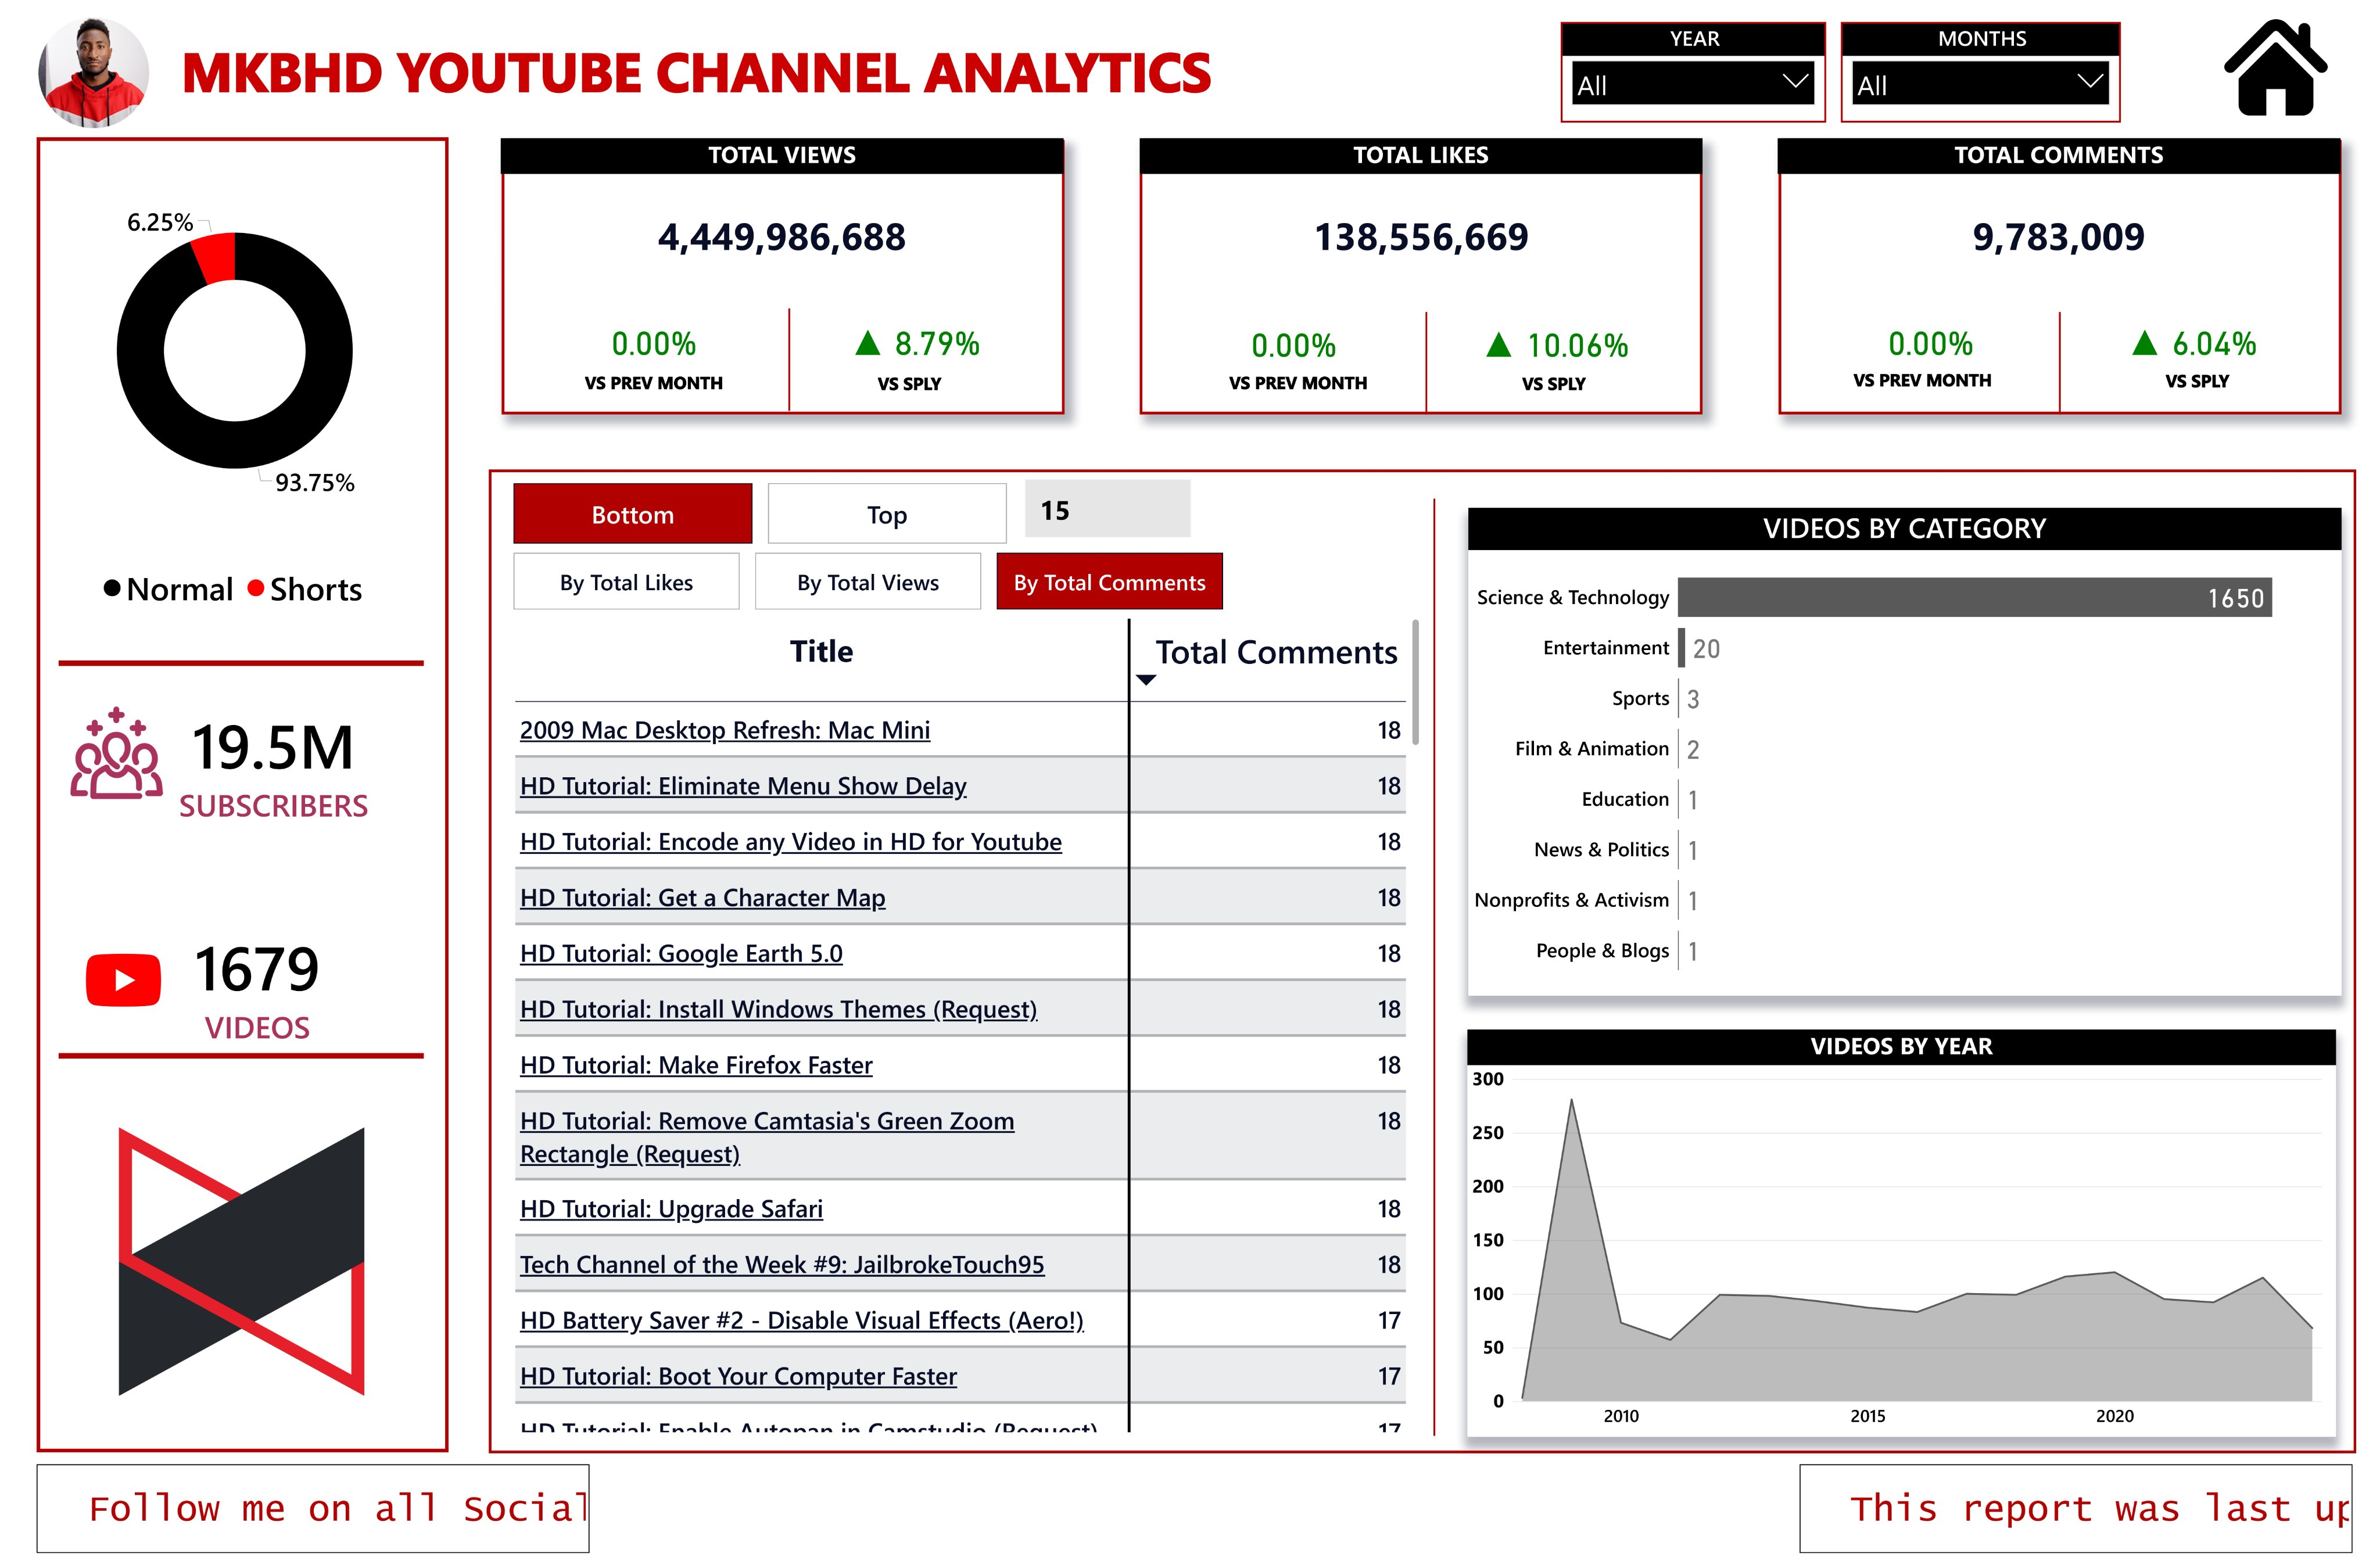 MKBHD YOUTUBE CHANNEL ANALYTICS
YEAR
All
MONTHS
All
6.25%
93.75%
Normal Shorts
19.5M
SUBSCRIBERS
1679
VIDEOS
TOTAL VIEWS
4,449,986,688
0.00%
VS PREV MONTH
▲ 8.79%
VS SPLY
TOTAL LIKES
138,556,669
0.00%
VS PREV MONTH
▲ 10.06%
VS SPLY
TOTAL COMMENTS
9,783,009
0.00%
VS PREV MONTH
▲ 6.04%
VS SPLY
Bottom
Top
15
By Total Likes
By Total Views
By Total Comments
Title Total Comments
2009 Mac Desktop Refresh: Mac Mini 18
HD Tutorial: Eliminate Menu Show Delay 18
HD Tutorial: Encode any Video in HD for Youtube 18
HD Tutorial: Get a Character Map 18
HD Tutorial: Google Earth 5.0 18
HD Tutorial: Install Windows Themes (Request) 18
HD Tutorial: Make Firefox Faster 18
HD Tutorial: Remove Camtasia's Green Zoom 18
Rectangle (Request)
HD Tutorial: Upgrade Safari 18
Tech Channel of the Week #9: JailbrokeTouch95 18
HD Battery Saver #2 - Disable Visual Effects (Aero!) 17
HD Tutorial: Boot Your Computer Faster 17
HD Tutorial: Enable Autopan in Camstudio (Request) 17
VIDEOS BY CATEGORY
Science & Technology 1650
Entertainment 20
Sports 3
Film & Animation 2
Education 1
News & Politics 1
Nonprofits & Activism 1
People & Blogs 1
VIDEOS BY YEAR
300
250
200
150
100
50
0
2010 2015 2020
Follow me on all Social
This report was last up